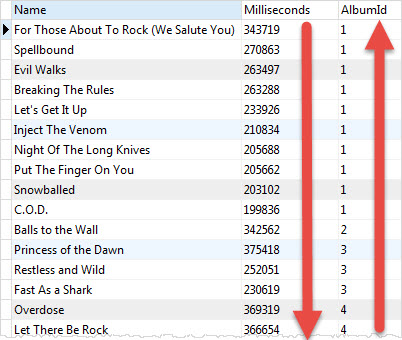 Name Milliseconds AlbumId
For Those About To Rock (We Salute You) 343719 1
Spellbound 270863 1
Evil Walks 263497 1
Breaking The Rules 263288 1
Let's Get It Up 233926 1
Inject The Venom 210834 1
Night Of The Long Knives 205688 1
Put The Finger On You 205662 1
Snowballed 203102 1
C.O.D. 199836 1
Balls to the Wall 342562 2
Princess of the Dawn 375418 3
Restless and Wild 252051 3
Fast As a Shark 230619 3
Overdose 369319 4
Let There Be Rock 366654 4